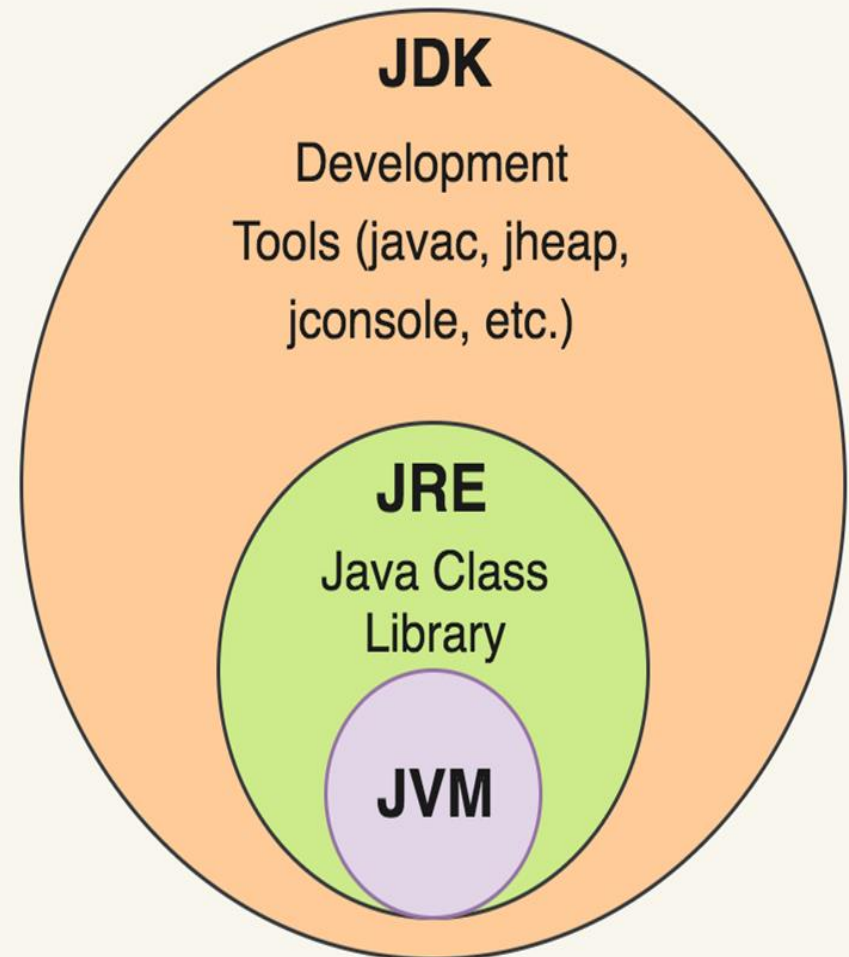 JDK
Development
Tools (javac, jheap,
jconsole, etc.)
JRE
Java Class
Library
JVM